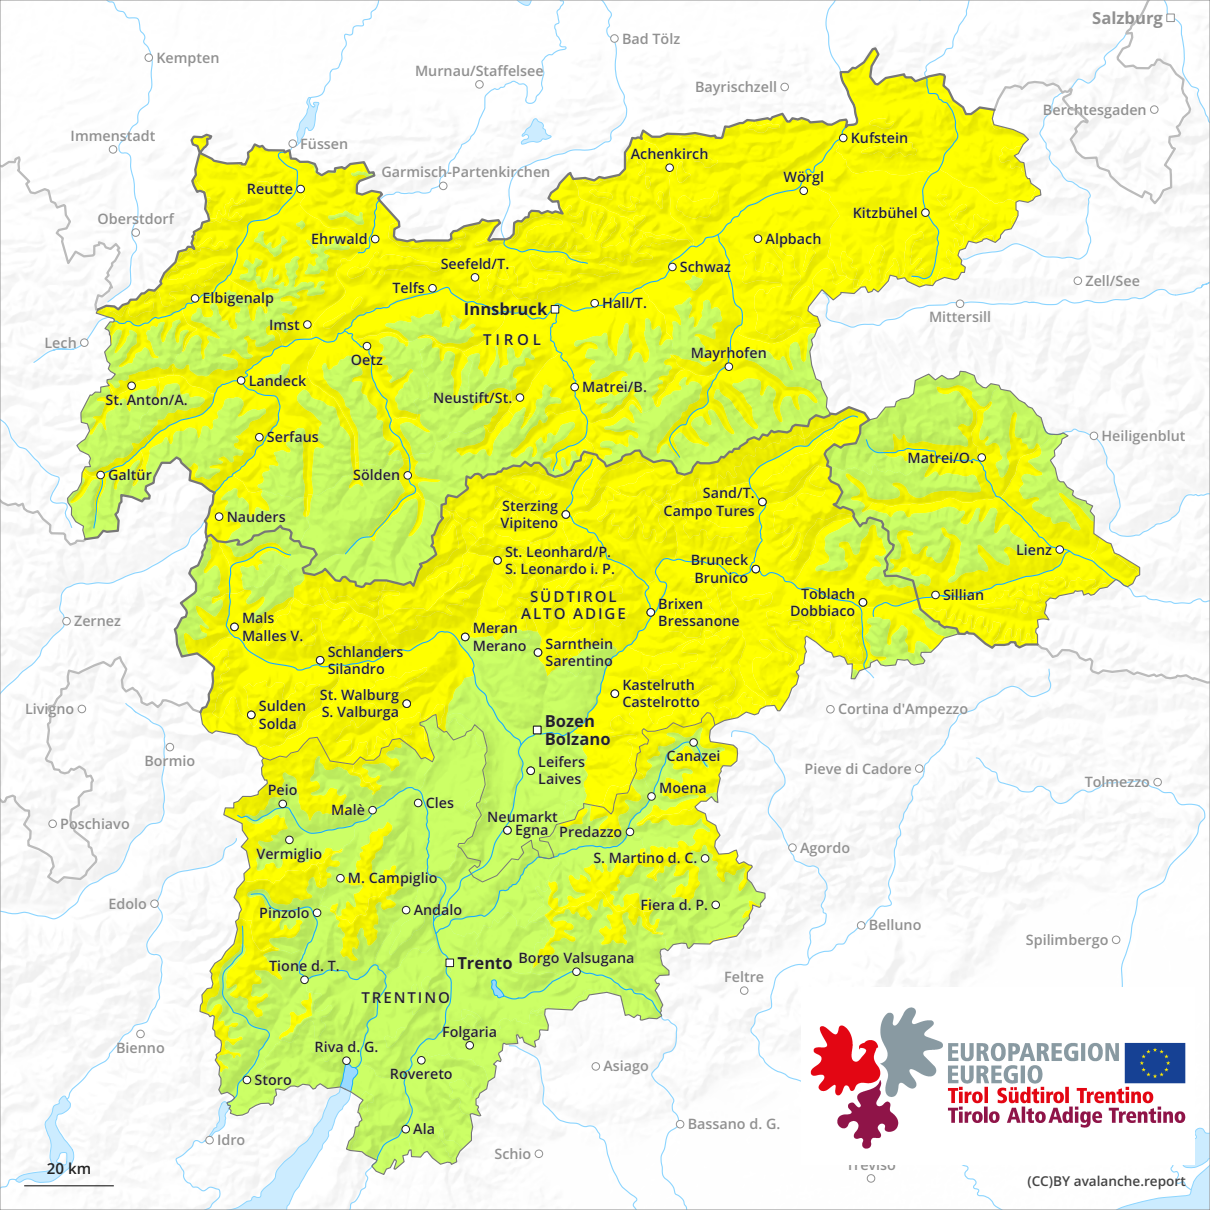 Salzburg
Bad Tölz
Kempten
Murnau/Staffelsee
Bayrischzell
Berchtesgaden
Immenstadt
Füssen
Kufstein
Achenkirch
Garmisch-Partenkirchen
Wörgl
Reutte
Oberstdorf
Kitzbühel
Ehrwald
Alpbach
Seefeld/T.
Schwaz
Zell/See
Telfs
Elbigenalp
Hall/T.
Innsbruck
Mittersill
Imst
TIROL
Lech
Oetz
Mayrhofen
Landeck
Matrei/B.
St. Anton/A.
Neustift/St.
Serfaus
Heiligenblut
Matrei/O.
Galtür
Sölden
Sand/T.
Campo Tures
Sterzing
Vipiteno
Nauders
Lienz
St. Leonhard/P.
S. Leonardo i. P.
Bruneck
Brunico
SÜDTIROL
ALTO ADIGE
Toblach
Dobbiaco
Sillian
Brixen
Bressanone
Mals
Malles V.
Zernez
Meran
Merano
Sarnthein
Sarentino
Schlanders
Silandro
Kastelruth
Castelrotto
St. Walburg
S. Valburga
Sulden
Solda
Livigno
Cortina d'Ampezzo
Bozen
Bolzano
Bormio
Canazei
Leifers
Laives
Pieve di Cadore
Tolmezzo
Peio
Moena
Malè
Cles
Neumarkt
Egna
Predazzo
Poschiavo
Vermiglio
Agordo
S. Martino d. C.
M. Campiglio
Edolo
Pinzolo
Andalo
Fiera d. P.
Belluno
Spilimbergo
Trento
Borgo Valsugana
Tione d. T.
Feltre
TRENTINO
Folgaria
Bienno
Riva d. G.
Rovereto
Asiago
Storo
EUROPAREGION
EUREGIO
Tirol Südtirol Trentino
Tirolo Alto Adige Trentino
Ala
Bassano d. G.
Idro
Schio
Treviso
20 km
(CC)BY avalanche.report